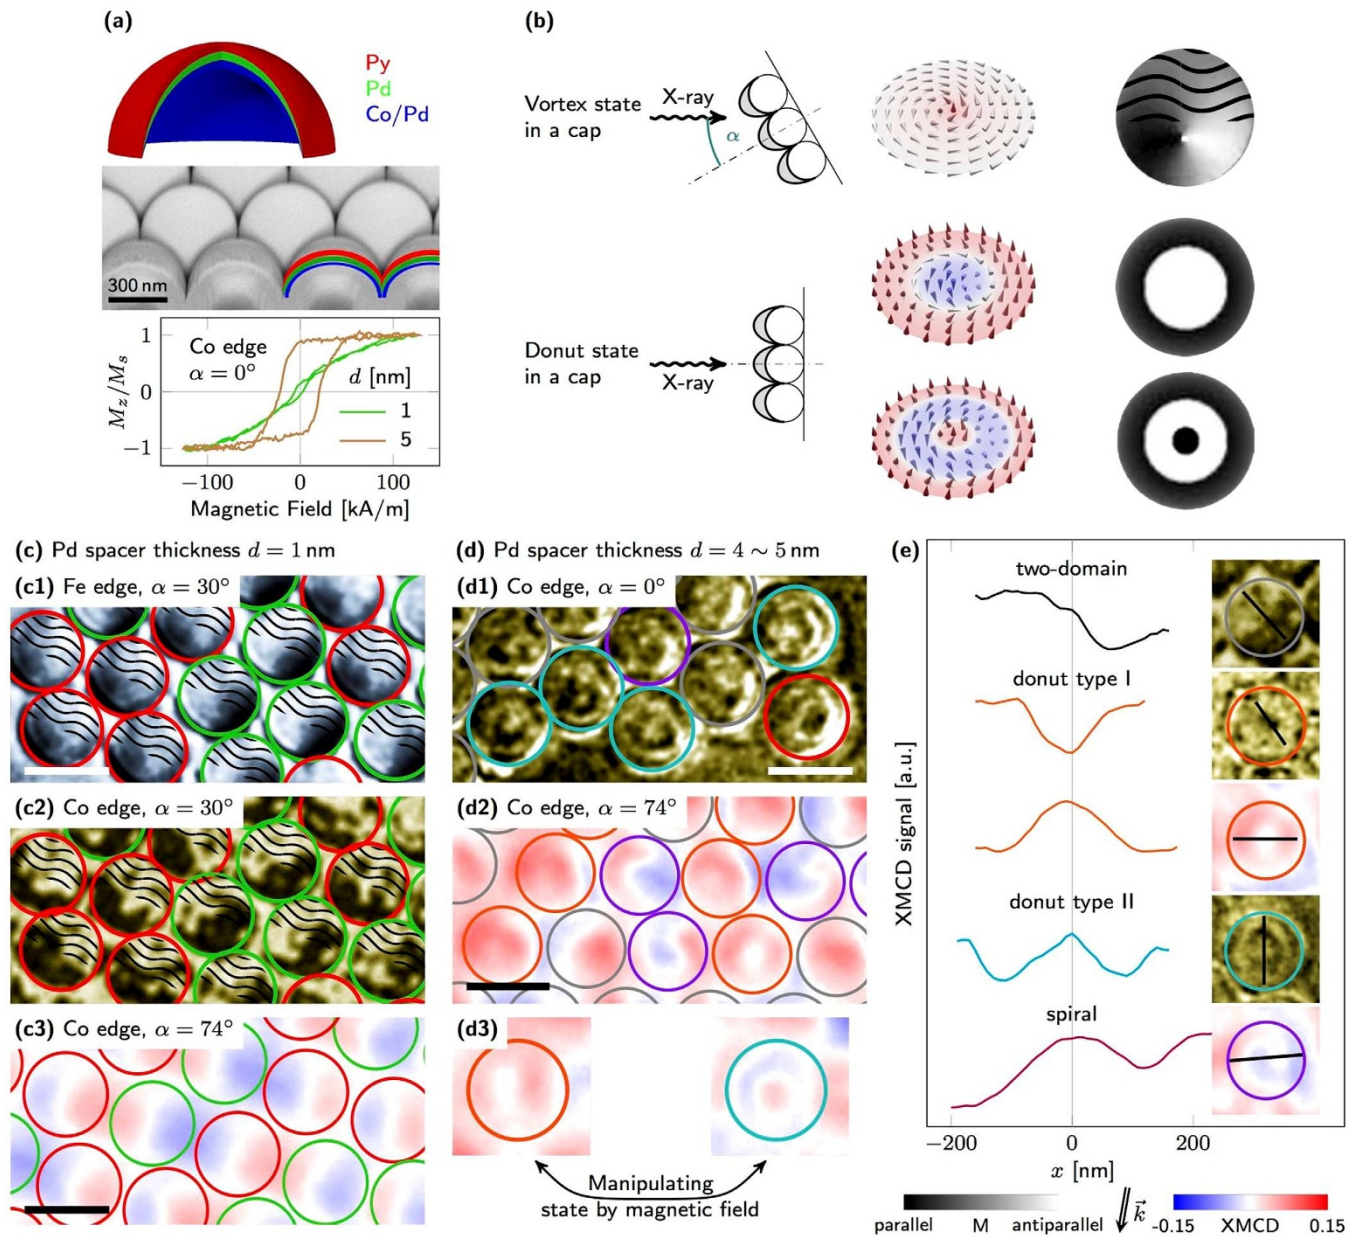 (a)
Py
Pd
Co/Pd
300 nm
Co edge
α = 0°
d [nm]
1
5
1
0
−1
M_z/M_s
−100
0
100
Magnetic Field [kA/m]
(b)
Vortex state
in a cap
X-ray
α
Donut state
in a cap
X-ray
(c) Pd spacer thickness d = 1 nm
(c1) Fe edge, α = 30°
(c2) Co edge, α = 30°
(c3) Co edge, α = 74°
(d) Pd spacer thickness d = 4 ∼ 5 nm
(d1) Co edge, α = 0°
(d2) Co edge, α = 74°
(d3)
Manipulating
state by magnetic field
(e)
two-domain
donut type I
donut type II
spiral
XMCD signal [a.u.]
−200
0
200
x [nm]
parallel M antiparallel
k⃗
-0.15 XMCD 0.15